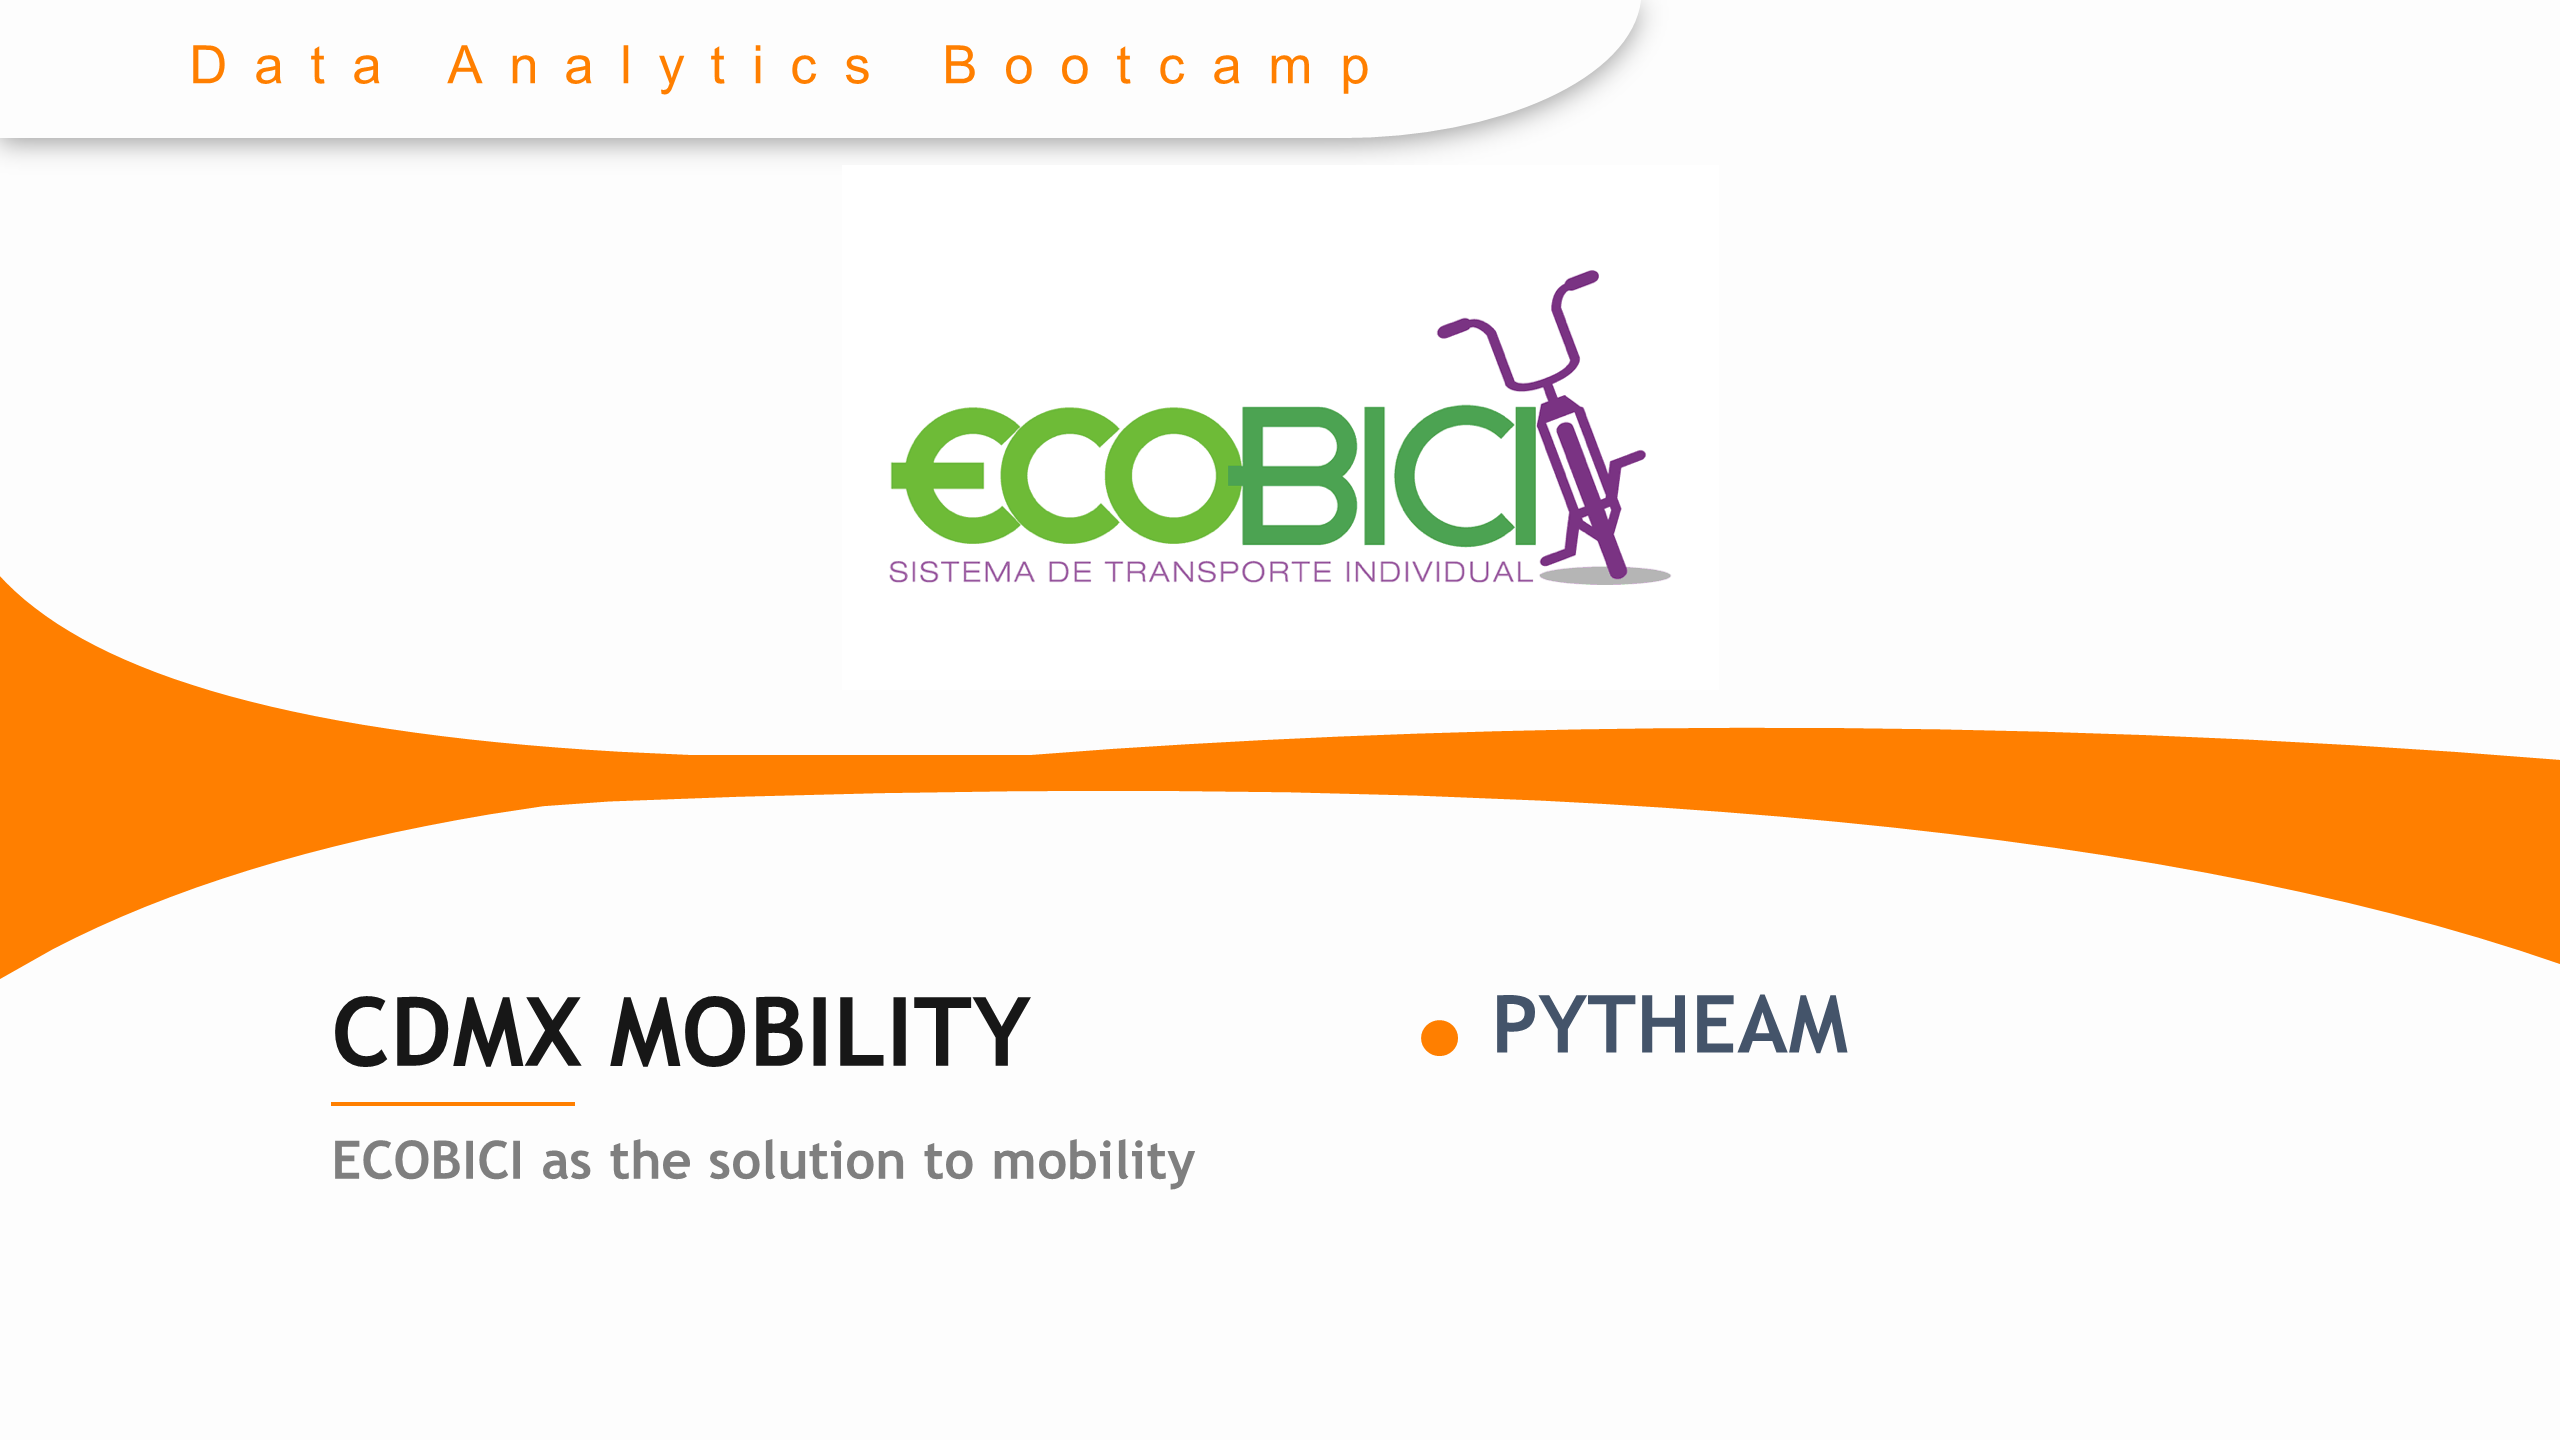 Data Analytics Bootcamp
ECOBICI
SISTEMA DE TRANSPORTE INDIVIDUAL
CDMX MOBILITY
ECOBICI as the solution to mobility
PYTHEAM